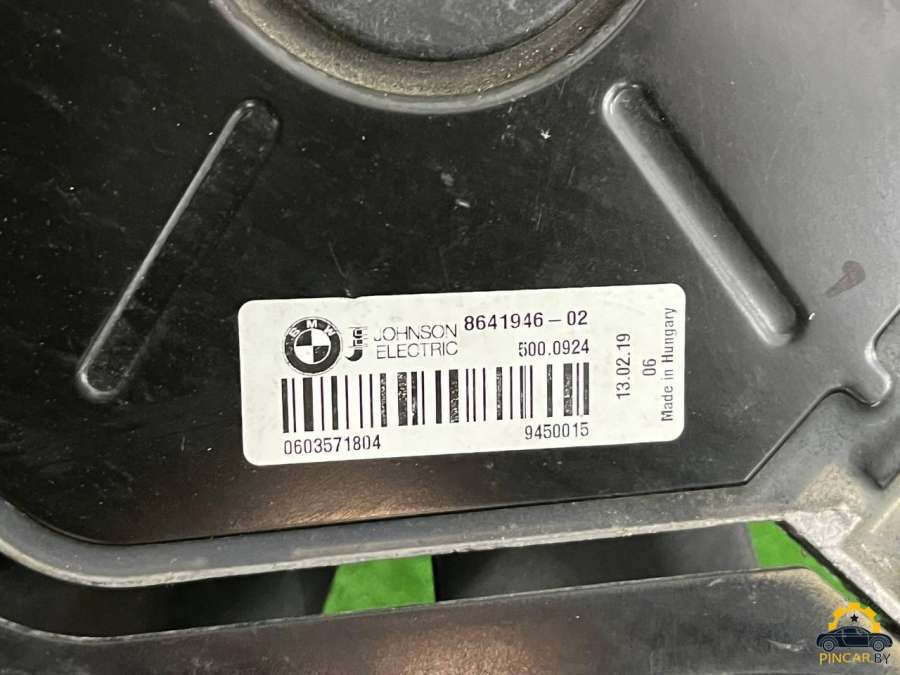 BMW
JOHNSON
ELECTRIC
8641946-02
500.0924
0603571804
9450015
13.02.19
06
Made in Hungary
PINCAR.BY